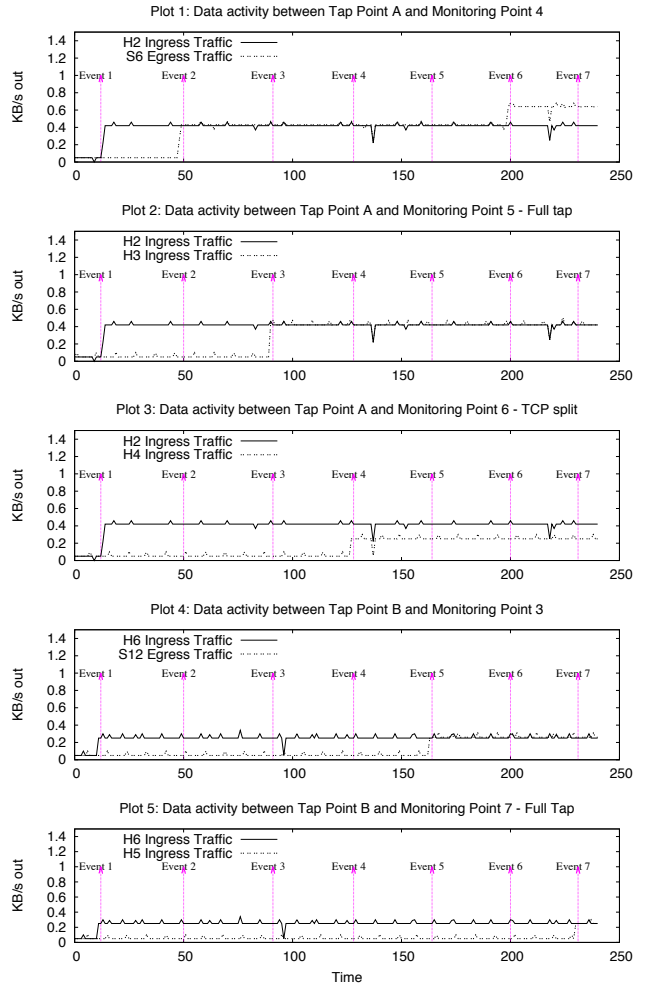 Plot 1: Data activity between Tap Point A and Monitoring Point 4
KB/s out
1.4
1.2
1
0.8
0.6
0.4
0.2
0
H2 Ingress Traffic
S6 Egress Traffic
Event 1 Event 2 Event 3 Event 4 Event 5 Event 6 Event 7
0 50 100 150 200 250
Plot 2: Data activity between Tap Point A and Monitoring Point 5 - Full tap
KB/s out
1.4
1.2
1
0.8
0.6
0.4
0.2
0
H2 Ingress Traffic
H3 Ingress Traffic
Event 1 Event 2 Event 3 Event 4 Event 5 Event 6 Event 7
0 50 100 150 200 250
Plot 3: Data activity between Tap Point A and Monitoring Point 6 - TCP split
KB/s out
1.4
1.2
1
0.8
0.6
0.4
0.2
0
H2 Ingress Traffic
H4 Ingress Traffic
Event 1 Event 2 Event 3 Event 4 Event 5 Event 6 Event 7
0 50 100 150 200 250
Plot 4: Data activity between Tap Point B and Monitoring Point 3
KB/s out
1.4
1.2
1
0.8
0.6
0.4
0.2
0
H6 Ingress Traffic
S12 Egress Traffic
Event 1 Event 2 Event 3 Event 4 Event 5 Event 6 Event 7
0 50 100 150 200 250
Plot 5: Data activity between Tap Point B and Monitoring Point 7 - Full Tap
KB/s out
1.4
1.2
1
0.8
0.6
0.4
0.2
0
H6 Ingress Traffic
H5 Ingress Traffic
Event 1 Event 2 Event 3 Event 4 Event 5 Event 6 Event 7
0 50 100 150 200 250
Time